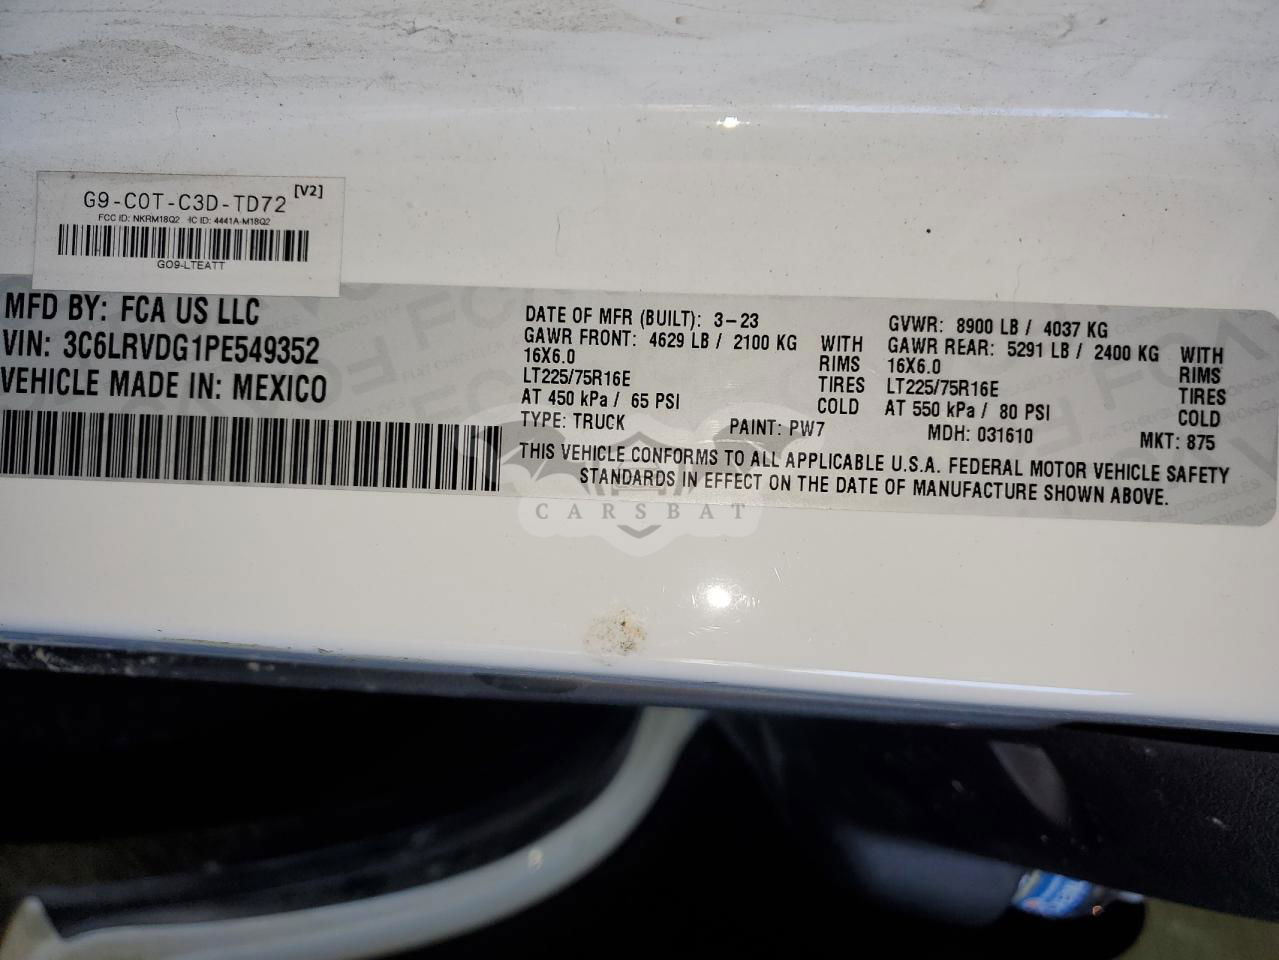 G9-C0T-C3D-TD72 [V2]
FCC ID: NKRM18Q2 IC ID: 4441A-M18Q2
GO9-LTEATT
MFD BY: FCA US LLC
VIN: 3C6LRVDG1PE549352
VEHICLE MADE IN: MEXICO
DATE OF MFR (BUILT): 3-23
GAWR FRONT: 4629 LB / 2100 KG WITH
16X6.0 RIMS
LT225/75R16E TIRES
AT 450 kPa / 65 PSI COLD
TYPE: TRUCK
GVWR: 8900 LB / 4037 KG
GAWR REAR: 5291 LB / 2400 KG WITH
16X6.0 RIMS
LT225/75R16E TIRES
AT 550 kPa / 80 PSI COLD
PAINT: PW7 MDH: 031610 MKT: 875
THIS VEHICLE CONFORMS TO ALL APPLICABLE U.S.A. FEDERAL MOTOR VEHICLE SAFETY
STANDARDS IN EFFECT ON THE DATE OF MANUFACTURE SHOWN ABOVE.
CARSBAT